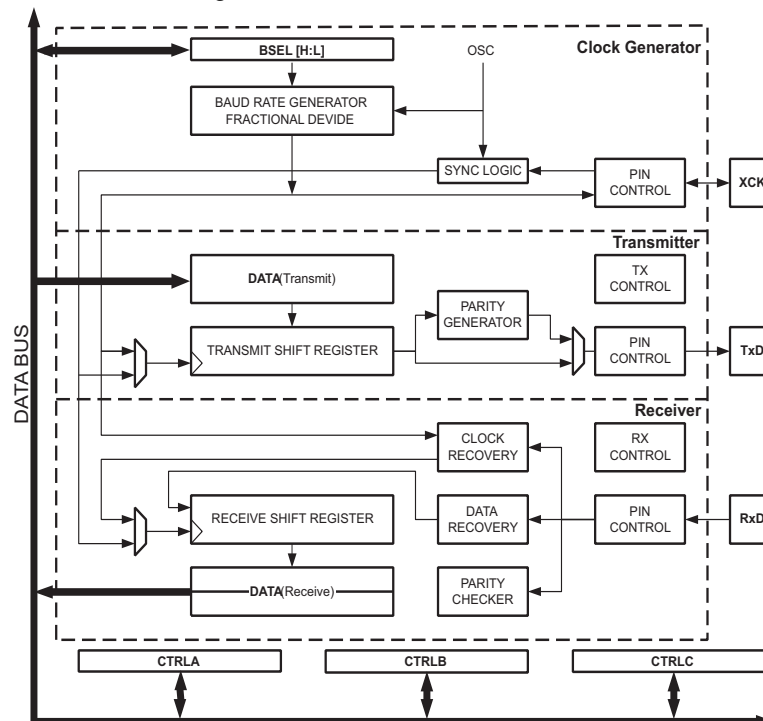 BSEL [H:L]
OSC
Clock Generator
BAUD RATE GENERATOR
FRACTIONAL DEVIDE
SYNC LOGIC
PIN
CONTROL
XCK
Transmitter
DATA(Transmit)
TX
CONTROL
PARITY
GENERATOR
TRANSMIT SHIFT REGISTER
PIN
CONTROL
TxD
DATA BUS
Receiver
CLOCK
RECOVERY
RX
CONTROL
RECEIVE SHIFT REGISTER
DATA
RECOVERY
PIN
CONTROL
RxD
DATA(Receive)
PARITY
CHECKER
CTRLA
CTRLB
CTRLC